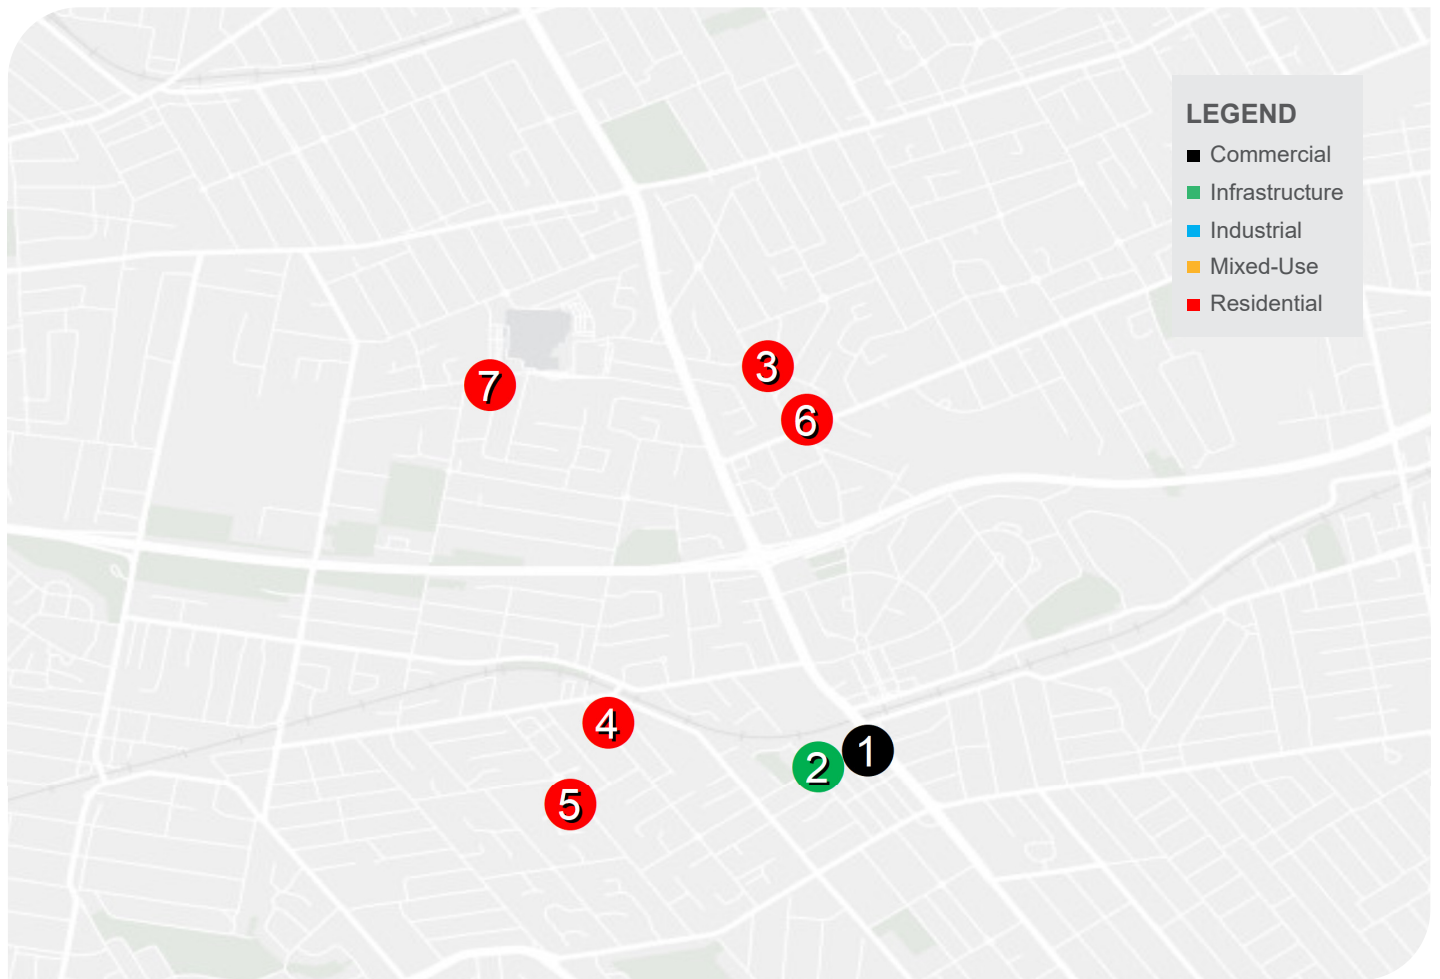 LEGEND
Commercial
Infrastructure
Industrial
Mixed-Use
Residential
3
7
6
4
1
2
5